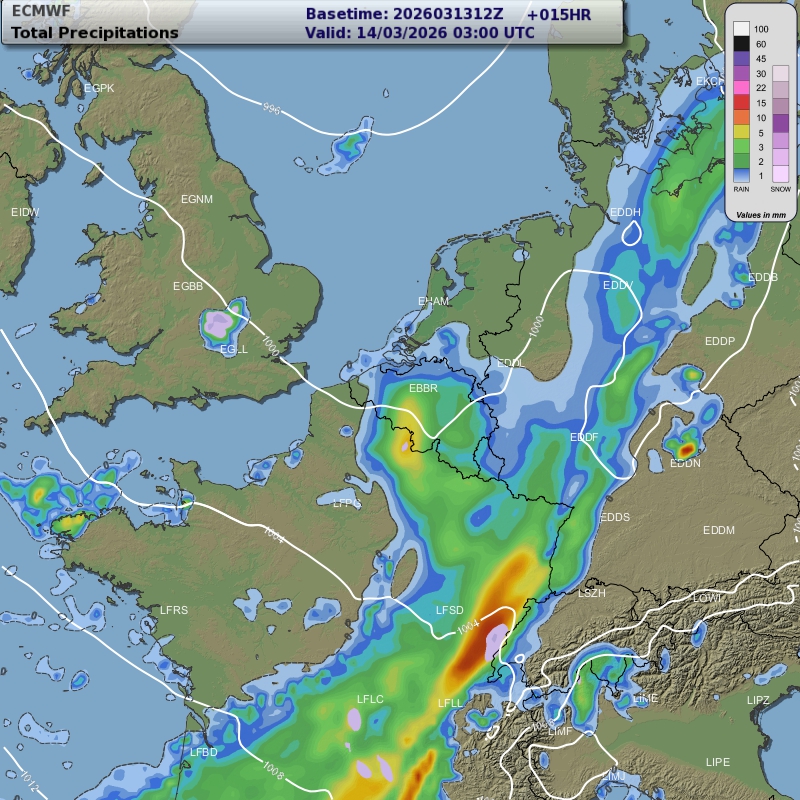 ECMWF
Basetime: 2026031312Z +015HR
Total Precipitations
Valid: 14/03/2026 03:00 UTC
100
60
45
30
22
15
10
5
3
2
1
RAIN SNOW
Values in mm
EGPK
EKCH
996
EGNM
EIDW
EDDH
EGBB
EDDB
EDDV
EHAM
1000
EGLL
1000
EDDP
EDDL
EBBR
EDDF
EDDN
LFPG
EDDS
EDDM
1004
LSZH
LOWI
LFRS
LFSD
1004
LFLC
LFLL
LIME
LIPZ
LIMF
LFBD
LIPE
1008
LIMJ
1012